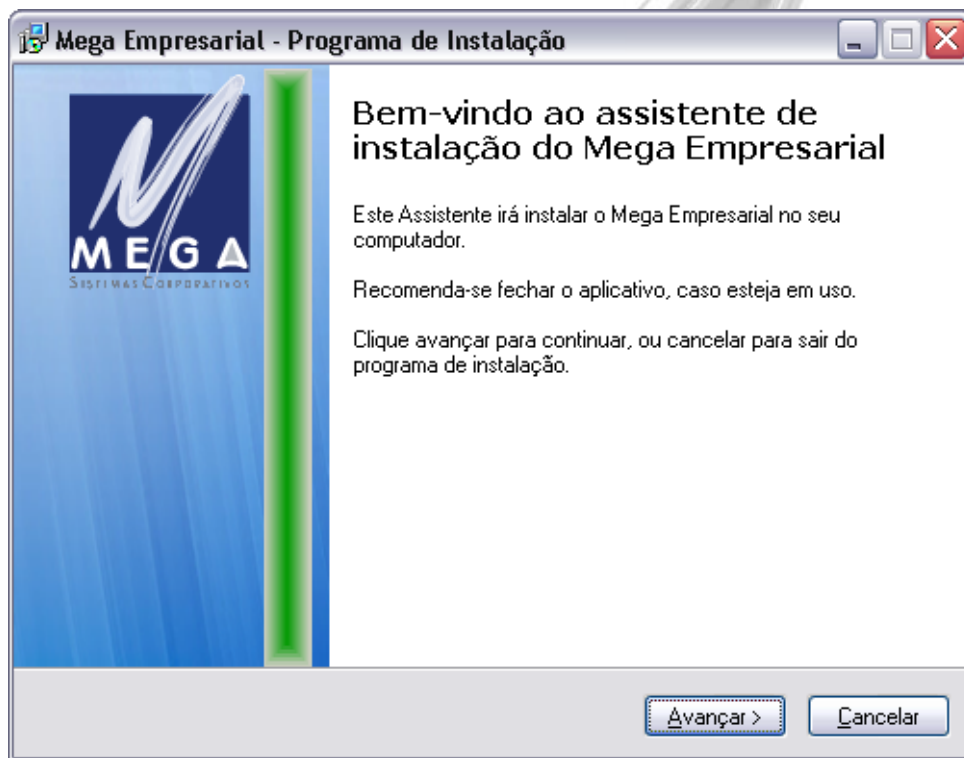 Mega Empresarial - Programa de Instalação
MEGA
SISTEMAS CORPORATIVOS
Bem-vindo ao assistente de
instalação do Mega Empresarial
Este Assistente irá instalar o Mega Empresarial no seu
computador.
Recomenda-se fechar o aplicativo, caso esteja em uso.
Clique avançar para continuar, ou cancelar para sair do
programa de instalação.
Avançar >
Cancelar